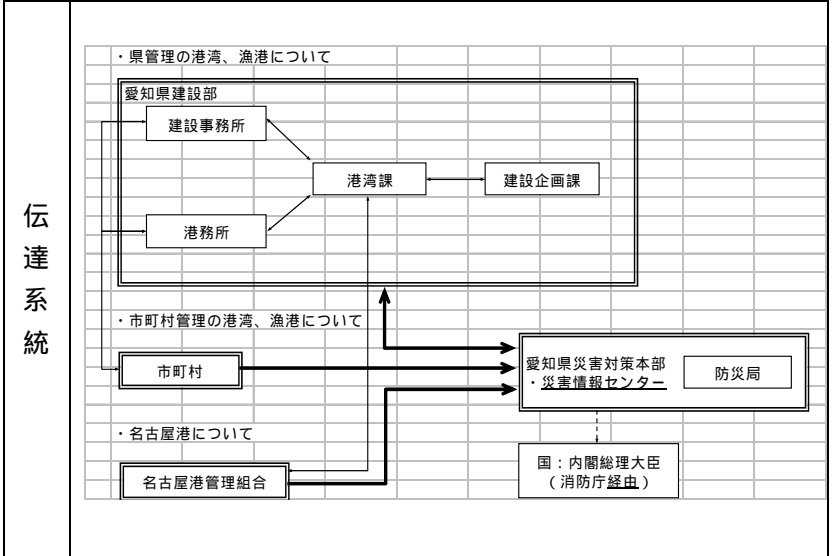 伝達系統
・県管理の港湾、漁港について
愛知県建設部
建設事務所
港湾課
建設企画課
港務所
・市町村管理の港湾、漁港について
市町村
愛知県災害対策本部
・災害情報センター
防災局
・名古屋港について
名古屋港管理組合
国：内閣総理大臣
（消防庁経由）